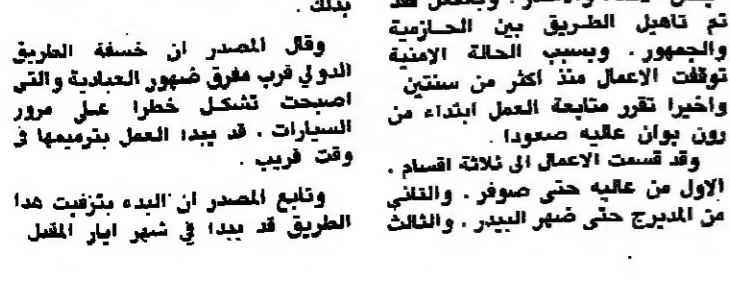 تم تاهيل الطريق بين الحازمية
والجمهور . وبسبب الحالة الامنية
توقفت الاعمال منذ اكثر من سنتين
واخيرا تقرر متابعة العمل ابتداء من
رون بوان عاليه صعودا .
وقد قسمت الاعمال الى ثلاثة اقسام .
الاول من عاليه حتى صوفر . والثاني
من المديرج حتى ضهر البيدر . والثالث
بذلك .
وقال المصدر ان خسفة الطريق
الدولي قرب مفرق ضهور العبادية والتي
اصبحت تشكل خطرا على مرور
السيارات . قد يبدا العمل بترميمها في
وقت قريب .
وتابع المصدر ان البدء بتزفيت هذا
الطريق قد يبدا في شهر ايار المقبل